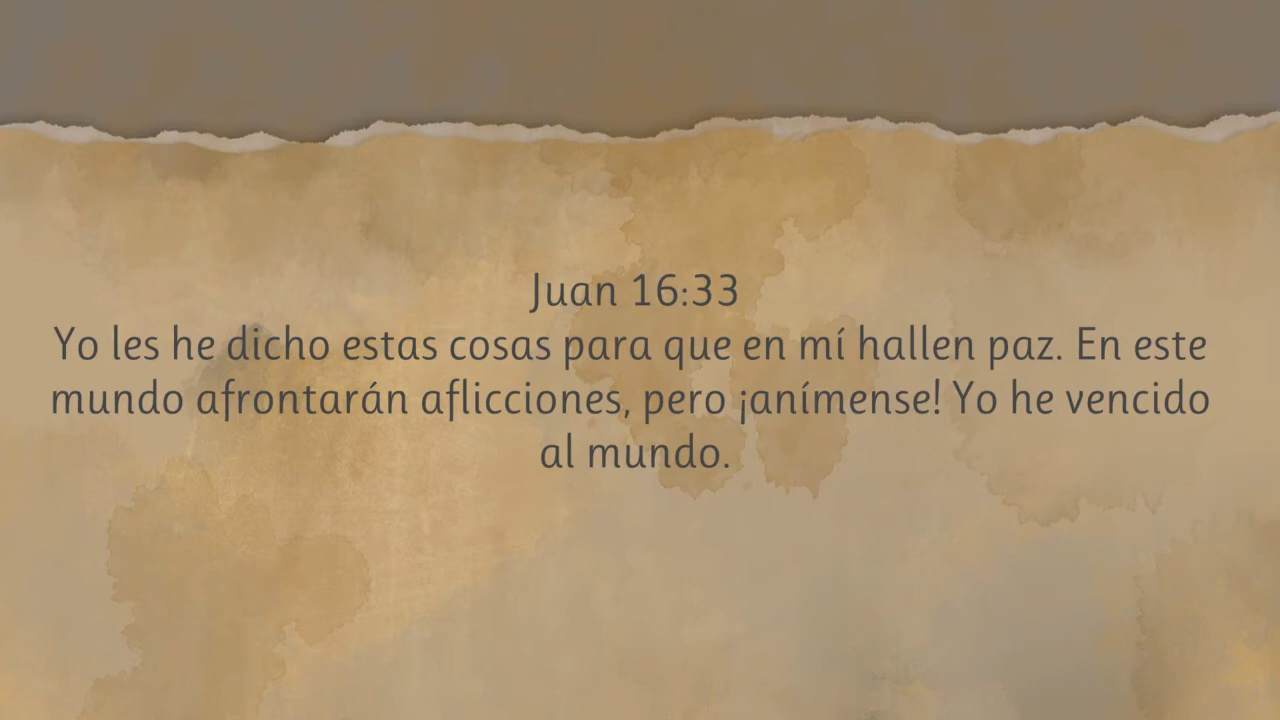 Juan 16:33
Yo les he dicho estas cosas para que en mí hallen paz. En este
mundo afrontarán aflicciones, pero ¡anímense! Yo he vencido
al mundo.